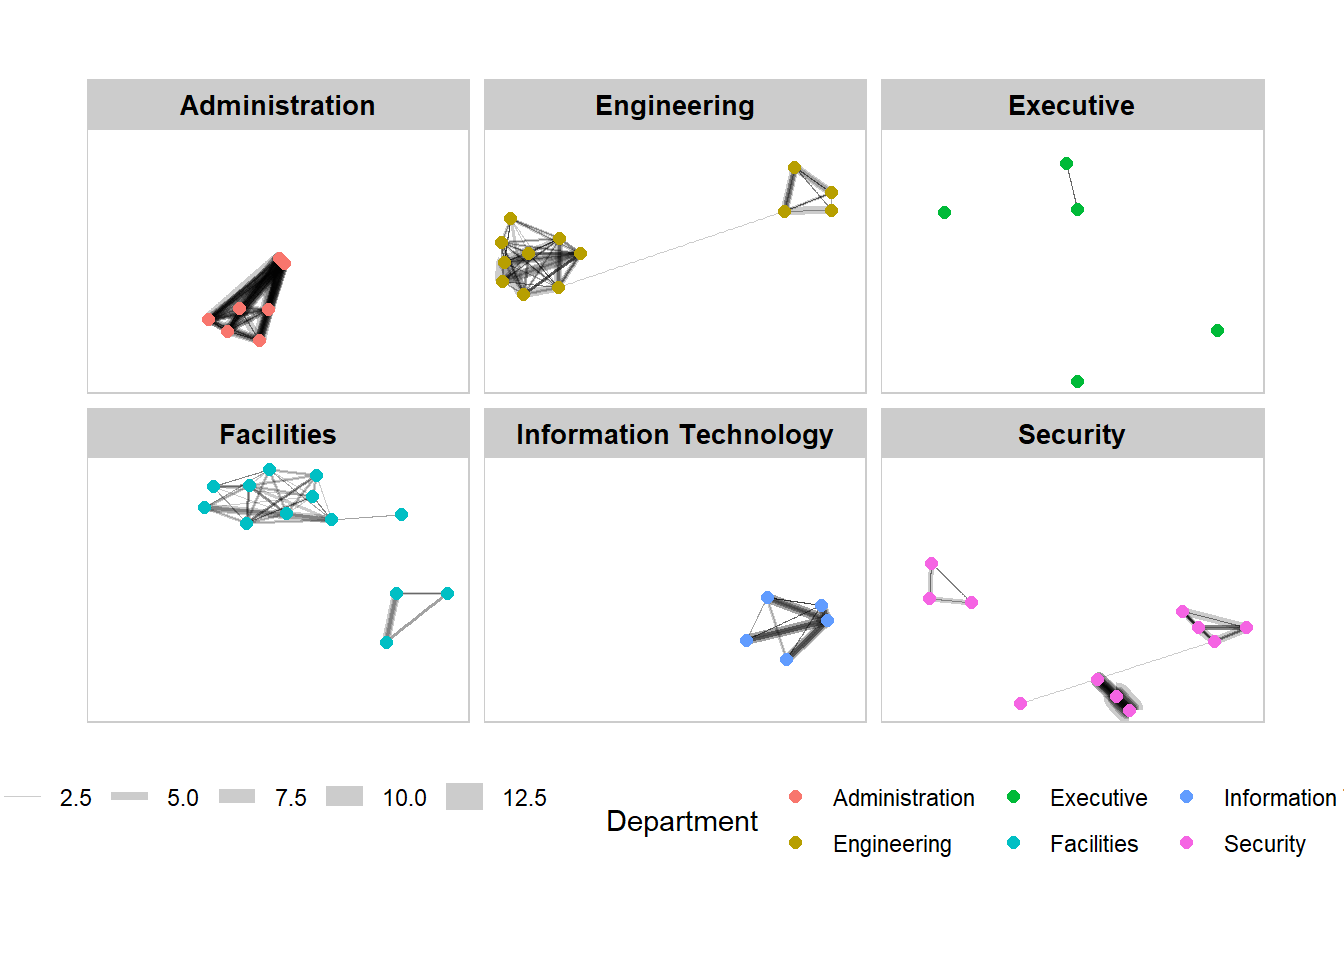 Administration
Engineering
Executive
Facilities
Information Technology
Security
2.5 5.0 7.5 10.0 12.5
Department
Administration Executive Information
Engineering Facilities Security